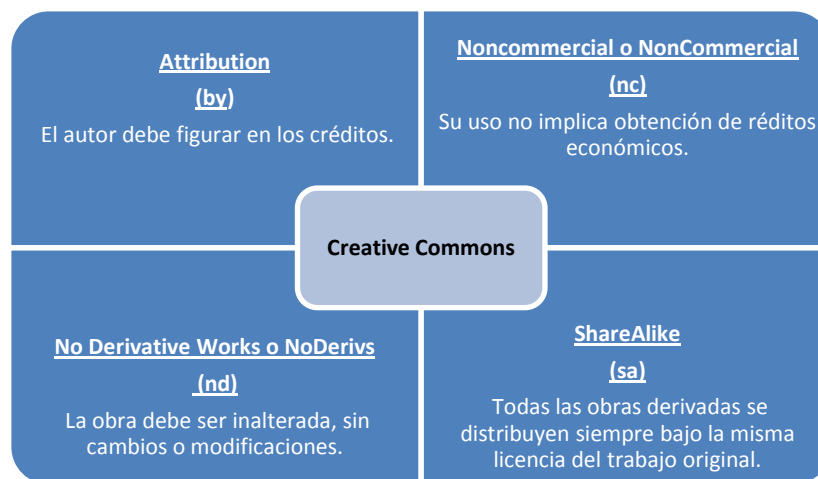 Attribution
(by)
El autor debe figurar en los créditos.
Noncommercial o NonCommercial
(nc)
Su uso no implica obtención de réditos
económicos.
Creative Commons
No Derivative Works o NoDerivs
(nd)
La obra debe ser inalterada, sin
cambios o modificaciones.
ShareAlike
(sa)
Todas las obras derivadas se
distribuyen siempre bajo la misma
licencia del trabajo original.